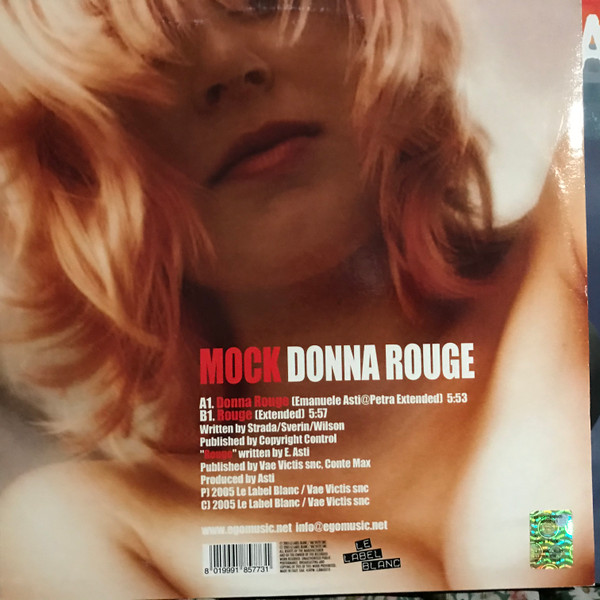 MOCK DONNA ROUGE
A1. Donna Rouge (Emanuele Asti@Petra Extended) 5:53
B1. Rouge (Extended) 5:57
Written by Strada/Sverin/Wilson
Published by Copyright Control
"Rouge" written by E. Asti
Published by Vae Victis snc, Conte Max
Produced by Asti
P) 2005 Le Label Blanc / Vae Victis snc
C) 2005 Le Label Blanc / Vae Victis snc
www.egomusic.net info@egomusic.net
8 019991 857731
LE
LABEL
BLANC
A